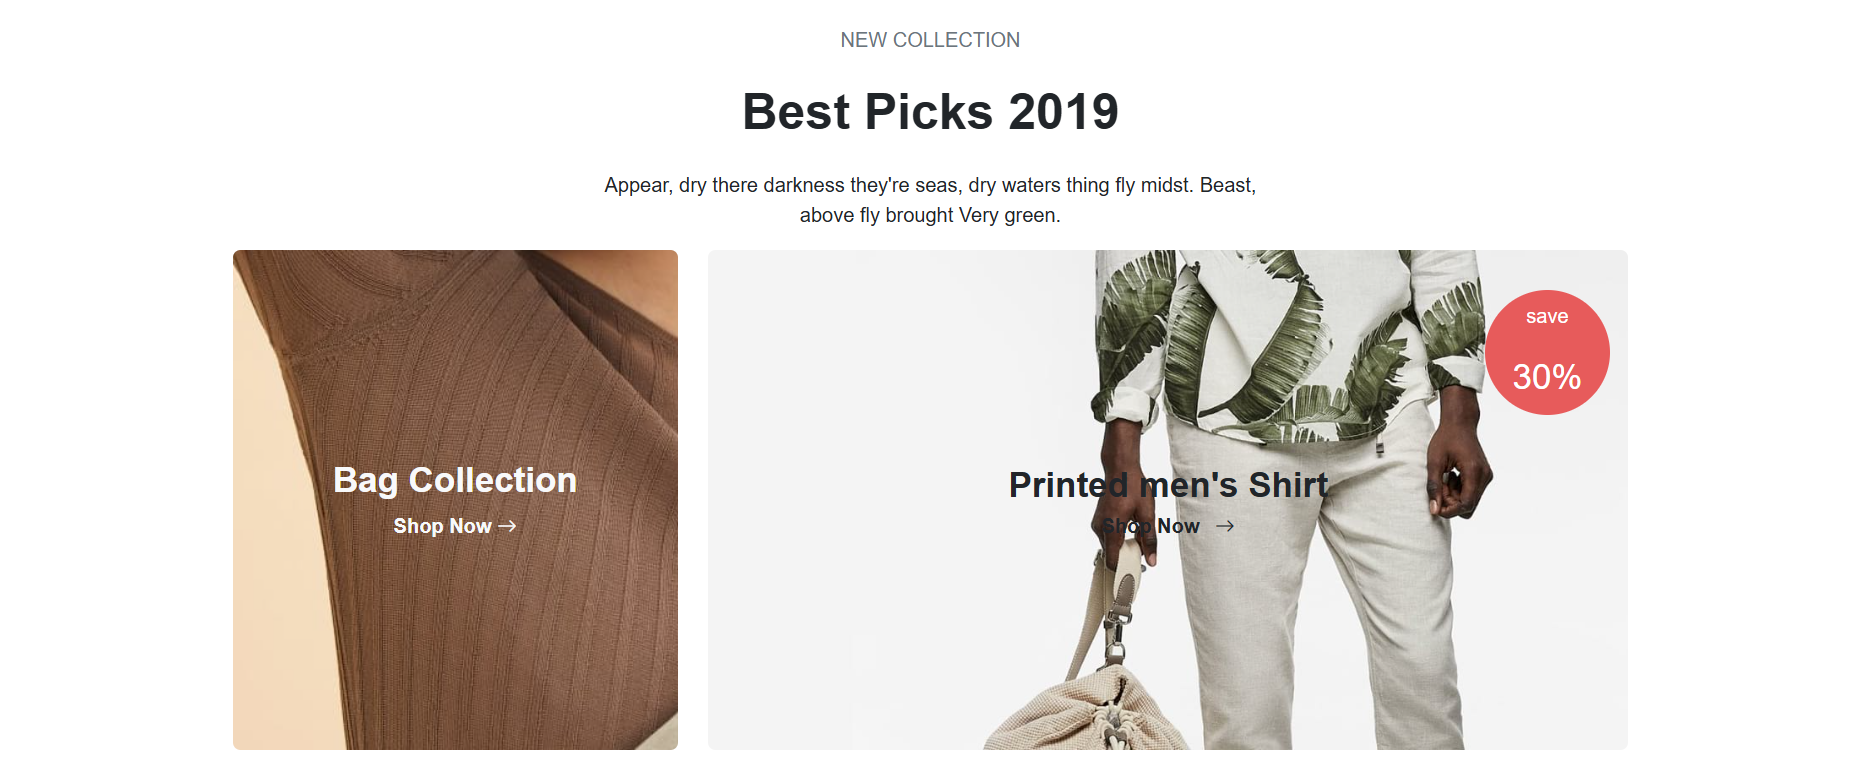 NEW COLLECTION
Best Picks 2019
Appear, dry there darkness they're seas, dry waters thing fly midst. Beast,
above fly brought Very green.
Bag Collection
Shop Now →
save
30%
Printed men's Shirt
Shop Now →